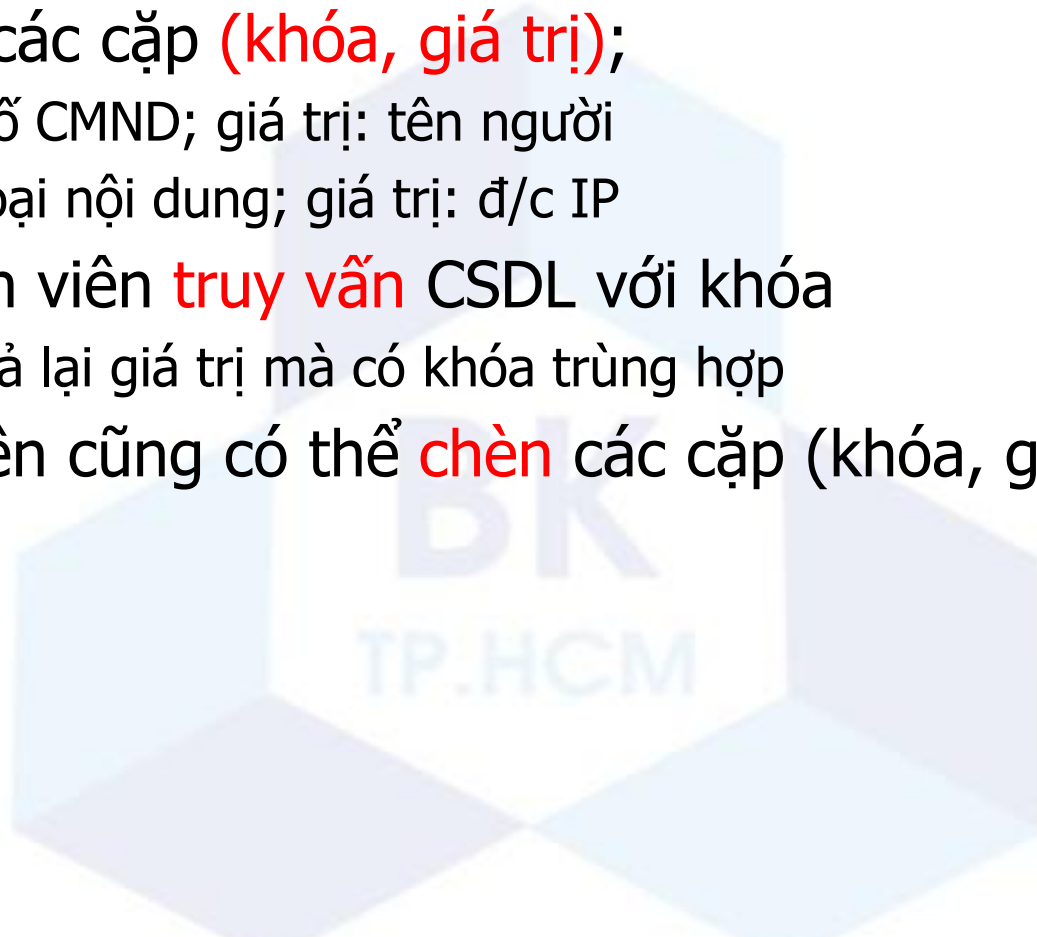 các cặp (khóa, giá trị);
ố CMND; giá trị: tên người
ại nội dung; giá trị: đ/c IP
n viên truy vấn CSDL với khóa
ả lại giá trị mà có khóa trùng hợp
ên cũng có thể chèn các cặp (khóa, g
BK
TP.HCM